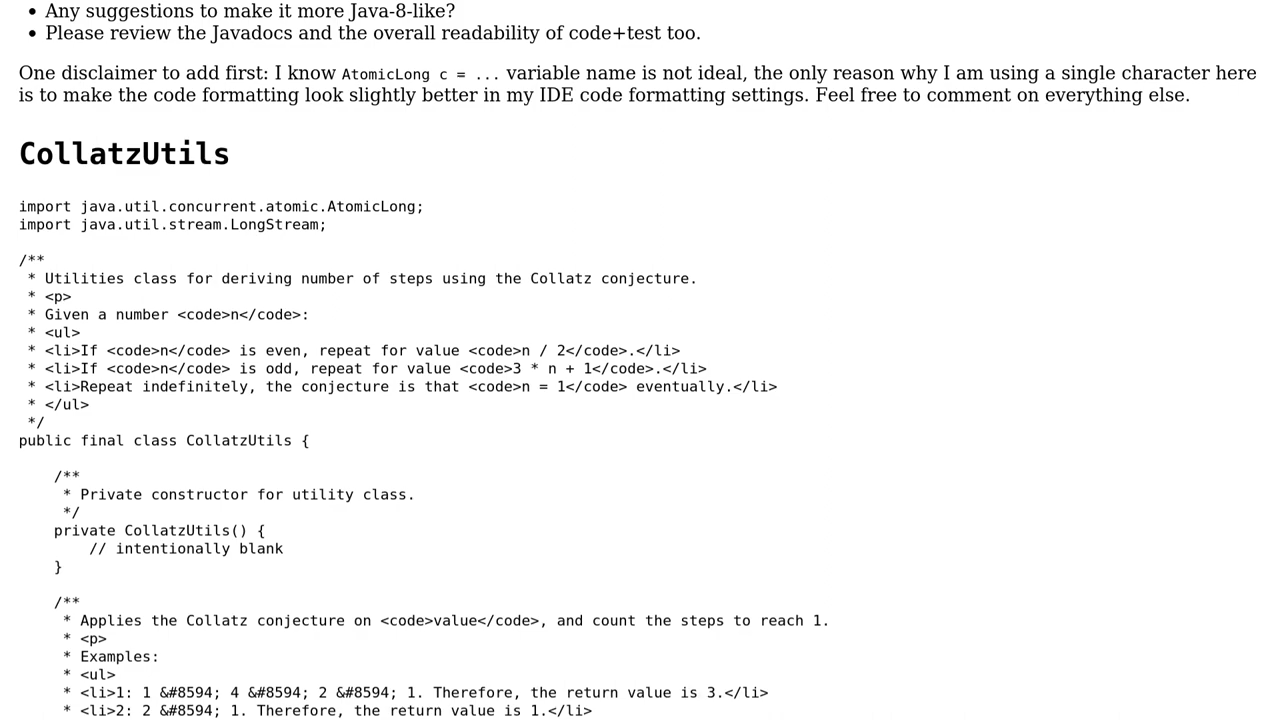 • Any suggestions to make it more Java-8-like?
• Please review the Javadocs and the overall readability of code+test too.
One disclaimer to add first: I know AtomicLong c = ... variable name is not ideal, the only reason why I am using a single character here
is to make the code formatting look slightly better in my IDE code formatting settings. Feel free to comment on everything else.
CollatzUtils
import java.util.concurrent.atomic.AtomicLong;
import java.util.stream.LongStream;
/**
 * Utilities class for deriving number of steps using the Collatz conjecture.
 * <p>
 * Given a number <code>n</code>:
 * <ul>
 * <li>If <code>n</code> is even, repeat for value <code>n / 2</code>.</li>
 * <li>If <code>n</code> is odd, repeat for value <code>3 * n + 1</code>.</li>
 * <li>Repeat indefinitely, the conjecture is that <code>n = 1</code> eventually.</li>
 * </ul>
 */
public final class CollatzUtils {
    /**
     * Private constructor for utility class.
     */
    private CollatzUtils() {
        // intentionally blank
    }
    /**
     * Applies the Collatz conjecture on <code>value</code>, and count the steps to reach 1.
     * <p>
     * Examples:
     * <ul>
     * <li>1: 1 &#8594; 4 &#8594; 2 &#8594; 1. Therefore, the return value is 3.</li>
     * <li>2: 2 &#8594; 1. Therefore, the return value is 1.</li>